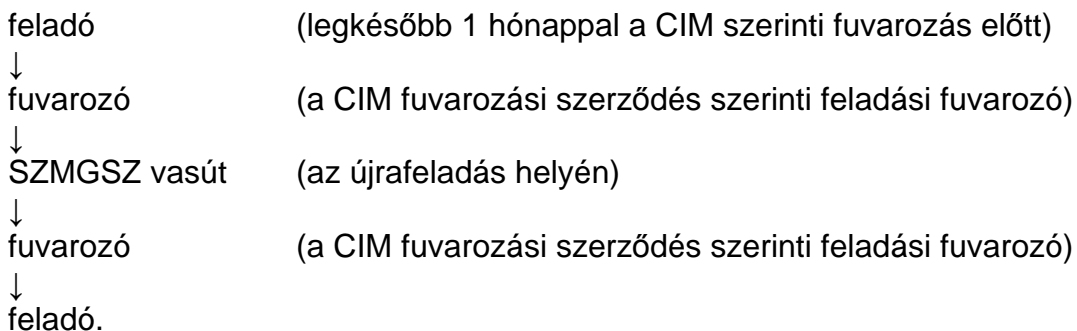 feladó (legkésőbb 1 hónappal a CIM szerinti fuvarozás előtt)
↓
fuvarozó (a CIM fuvarozási szerződés szerinti feladási fuvarozó)
↓
SZMGSZ vasút (az újrafeladás helyén)
↓
fuvarozó (a CIM fuvarozási szerződés szerinti feladási fuvarozó)
↓
feladó.